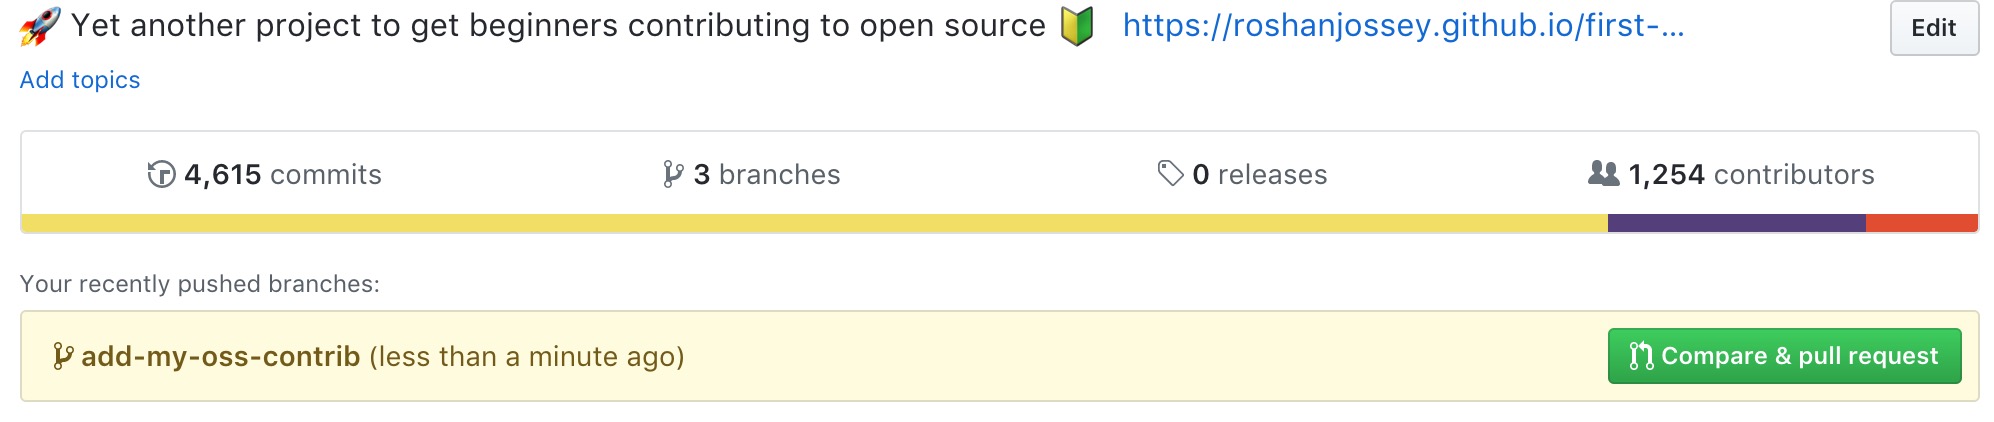 🚀 Yet another project to get beginners contributing to open source 🔰 https://roshanjossey.github.io/first-... Edit
Add topics
4,615 commits 3 branches 0 releases 1,254 contributors
Your recently pushed branches:
add-my-oss-contrib (less than a minute ago) Compare & pull request